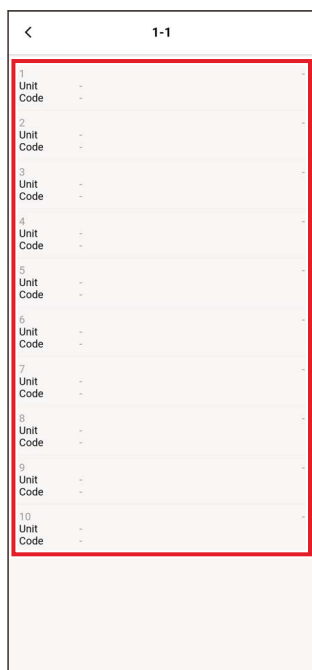 1-1
1 -
Unit -
Code -
2 -
Unit -
Code -
3 -
Unit -
Code -
4 -
Unit -
Code -
5 -
Unit -
Code -
6 -
Unit -
Code -
7 -
Unit -
Code -
8 -
Unit -
Code -
9 -
Unit -
Code -
10 -
Unit -
Code -